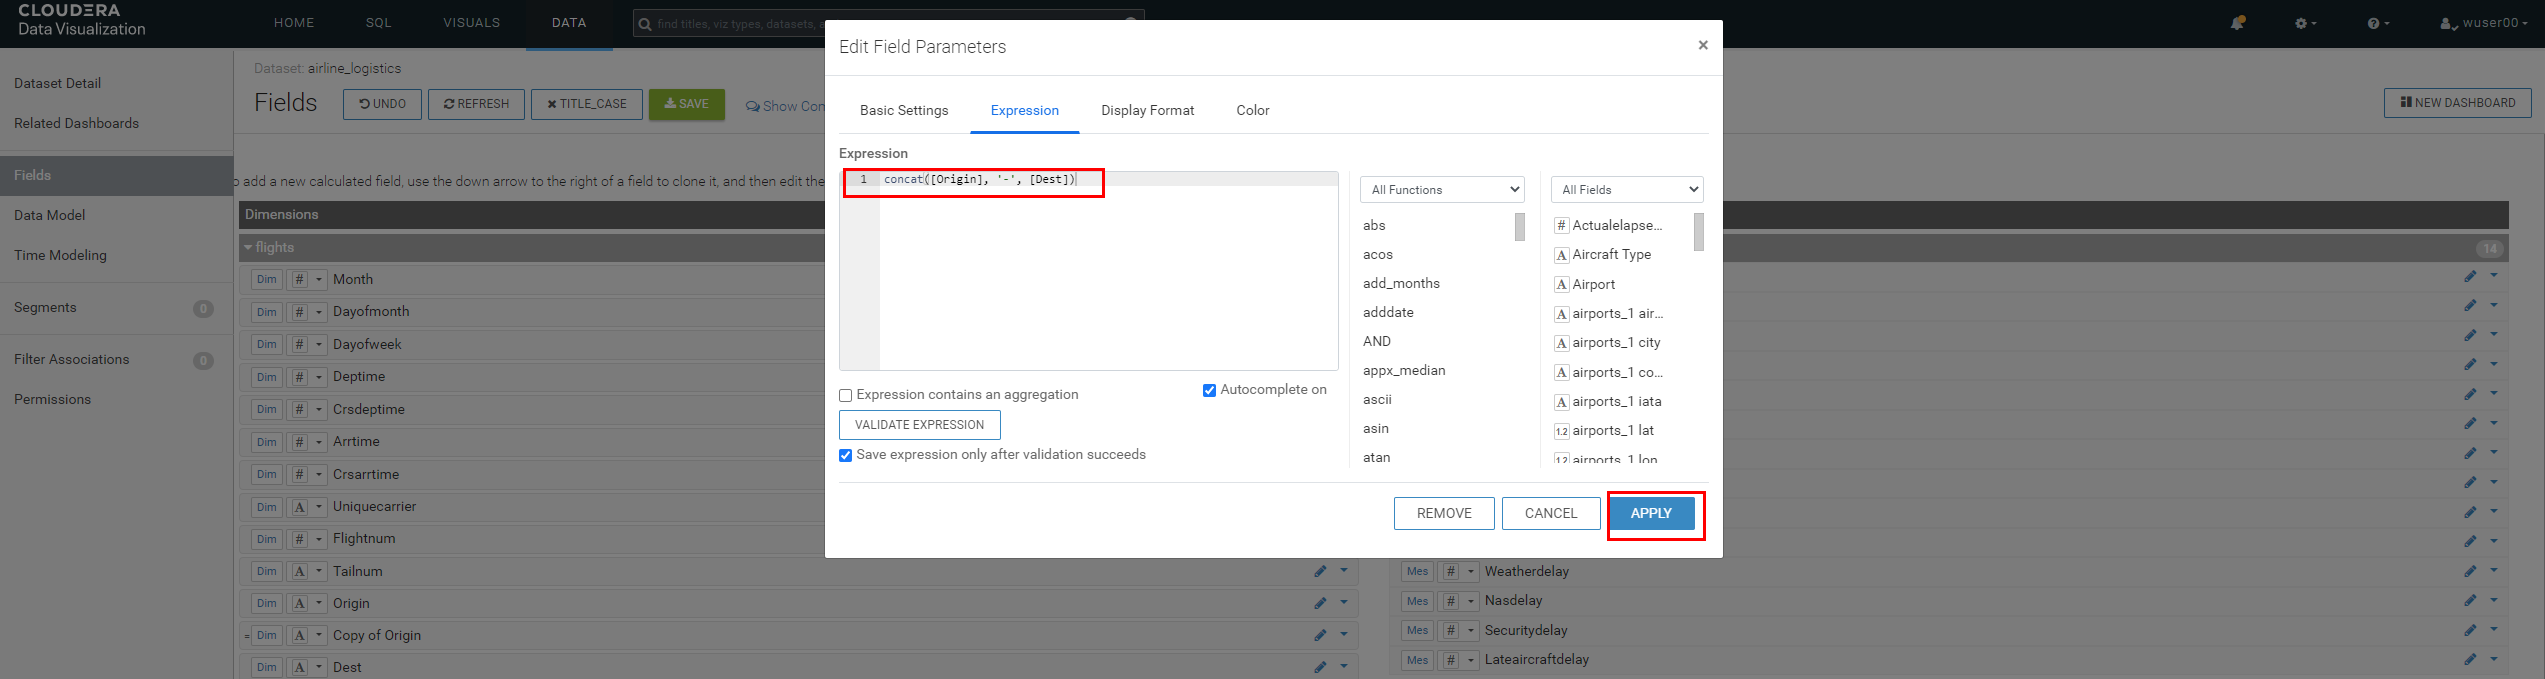 CLOUDERA
Data Visualization
HOME
SQL
VISUALS
DATA
find titles, viz types, datasets,
wuser00
Dataset Detail
Related Dashboards
Fields
Data Model
Time Modeling
Segments
0
Filter Associations
0
Permissions
Dataset: airline_logistics
Fields
UNDO
REFRESH
TITLE_CASE
SAVE
Show Con
NEW DASHBOARD
o add a new calculated field, use the down arrow to the right of a field to clone it, and then edit the
Dimensions
flights
14
Dim # Month
Dim # Dayofmonth
Dim # Dayofweek
Dim # Deptime
Dim # Crsdeptime
Dim # Arrtime
Dim # Crsarrtime
Dim A Uniquecarrier
Dim # Flightnum
Dim A Tailnum
Dim A Origin
= Dim A Copy of Origin
Dim A Dest
Mes # Weatherdelay
Mes # Nasdelay
Mes # Securitydelay
Mes # Lateaircraftdelay
Edit Field Parameters
×
Basic Settings
Expression
Display Format
Color
Expression
1 concat([Origin], '-', [Dest])
Expression contains an aggregation
Autocomplete on
VALIDATE EXPRESSION
Save expression only after validation succeeds
All Functions
abs
acos
add_months
adddate
AND
appx_median
ascii
asin
atan
All Fields
# Actualelapse...
A Aircraft Type
A Airport
A airports_1 air...
A airports_1 city
A airports_1 co...
A airports_1 iata
1.2 airports_1 lat
1.2 airports_1 lon
REMOVE
CANCEL
APPLY